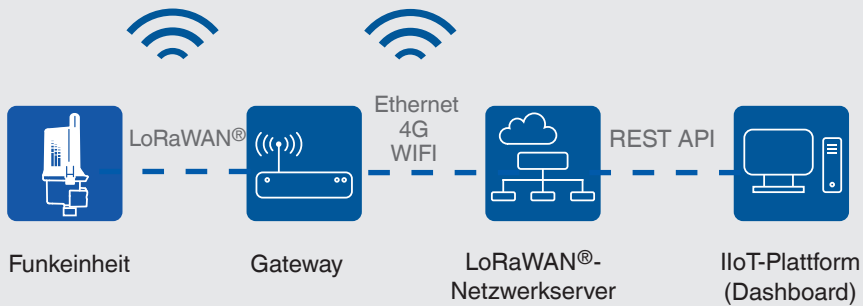 LoRaWAN®
Ethernet
4G
WIFI
REST API
Funkeinheit
Gateway
LoRaWAN®-
Netzwerkserver
IIoT-Plattform
(Dashboard)